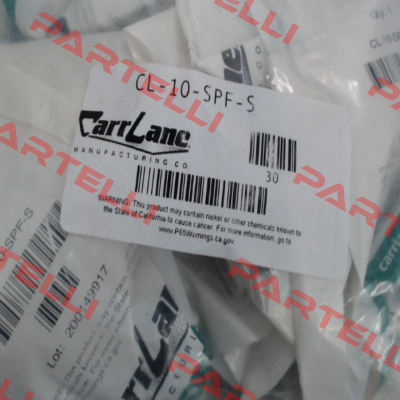 CL-10-SPF-S
CarrLane
MANUFACTURING CO.
30
WARNING: This product may contain nickel or other chemicals known to
the State of California to cause cancer. For more information, go to
www.P65Warnings.ca.gov.
SPF-S
Lot: 200149917
PARTELLI
PARTELLI
PARTELLI
PARTELLI